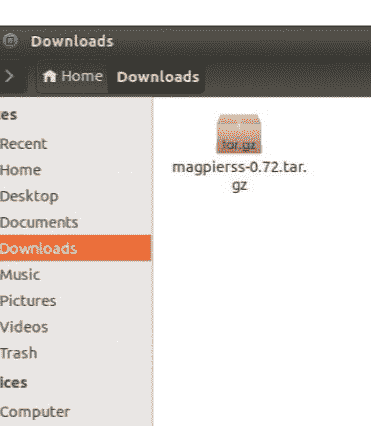 Downloads
Home Downloads
es
Recent
Home
Desktop
Documents
Downloads
Music
Pictures
Videos
Trash
ices
Computer
tar.gz
magpierss-0.72.tar.
gz